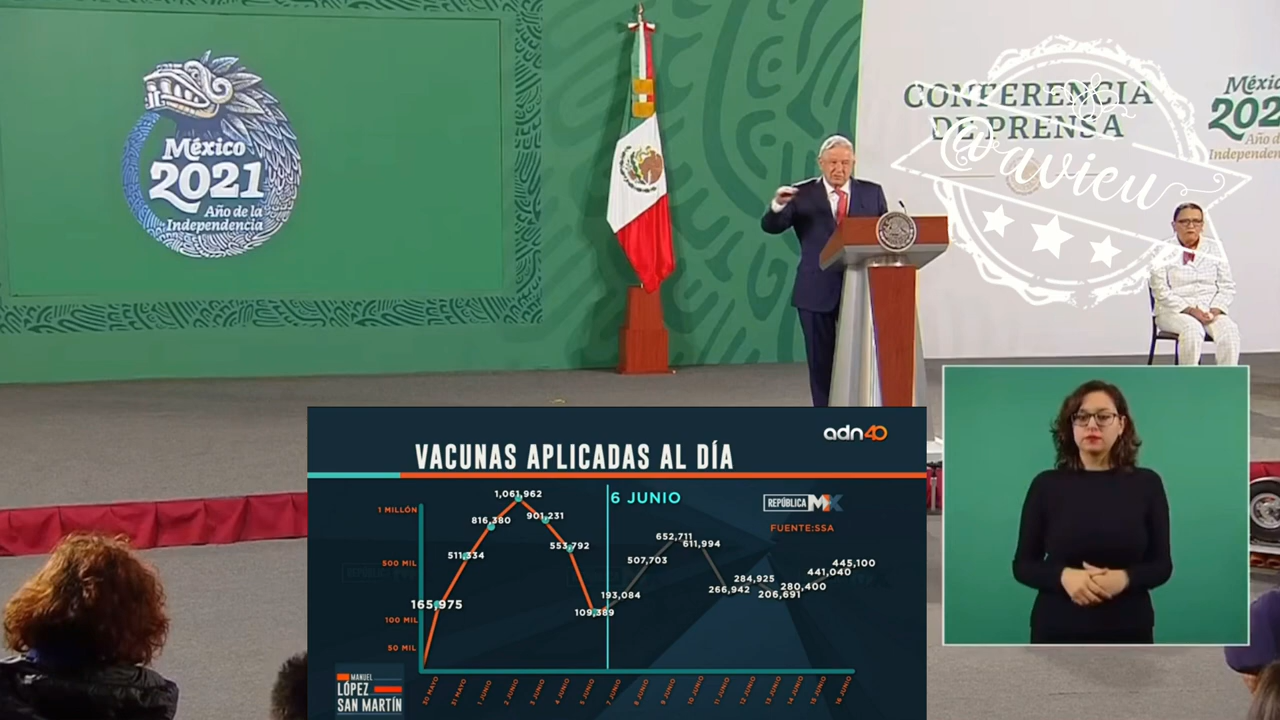 México
2021
Año de la
Independencia
CONFERENCIA
DE PRENSA
México
202
Año de
Independen
@avieu
adn40
VACUNAS APLICADAS AL DÍA
6 JUNIO
REPÚBLICA MX
FUENTE:SSA
1 MILLÓN
500 MIL
100 MIL
50 MIL
165,975
511,334
816,380
1,061,962
901,231
553,792
109,389
193,084
507,703
652,711
611,994
266,942
284,925
206,691
280,400
441,040
445,100
30 MAYO
31 MAYO
1 JUNIO
2 JUNIO
3 JUNIO
4 JUNIO
5 JUNIO
7 JUNIO
8 JUNIO
9 JUNIO
10 JUNIO
11 JUNIO
12 JUNIO
13 JUNIO
14 JUNIO
15 JUNIO
16 JUNIO
MANUEL
LÓPEZ
SAN MARTÍN